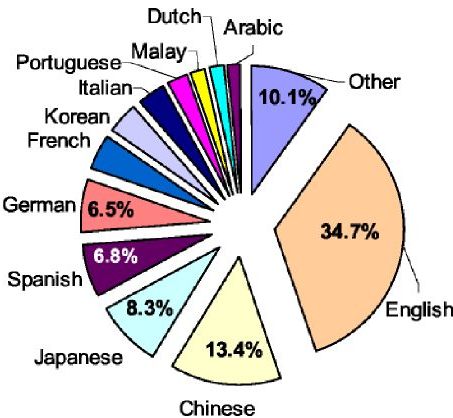 Dutch
Arabic
Malay
Portuguese
Other
Italian
10.1%
Korean
French
German
6.5%
34.7%
6.8%
Spanish
8.3%
English
Japanese
13.4%
Chinese